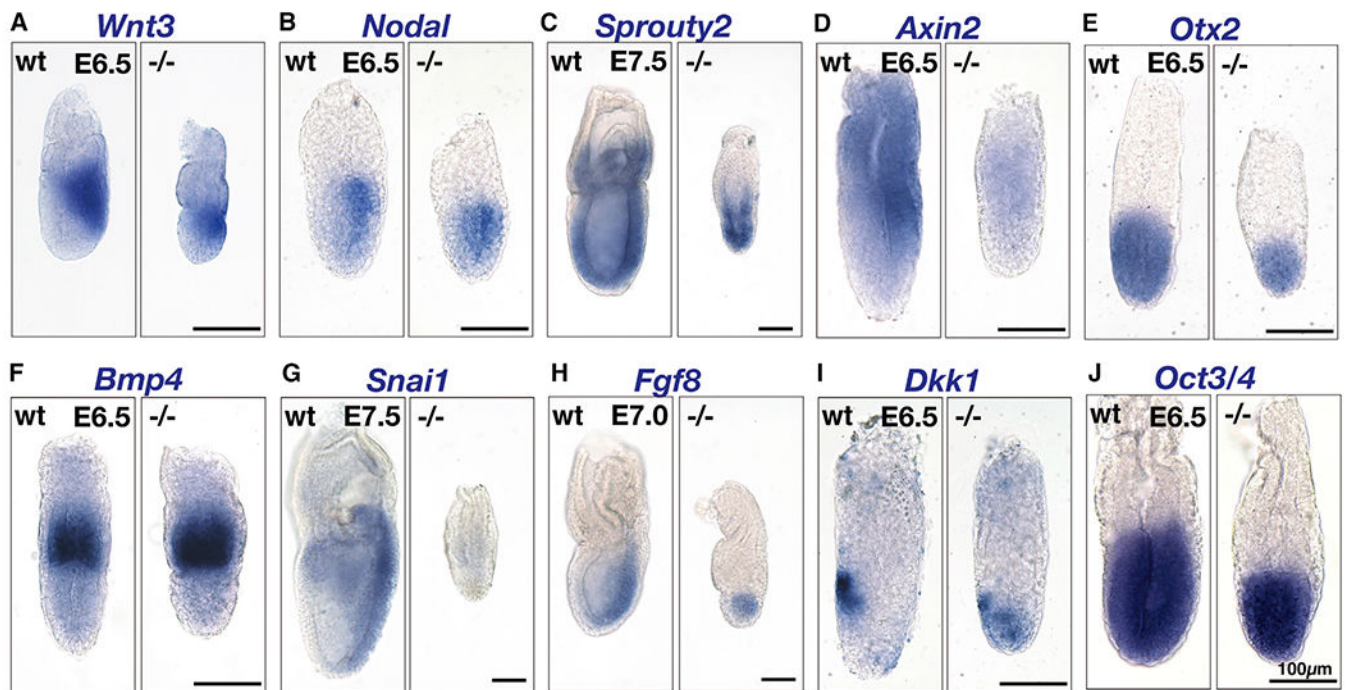 A Wnt3
wt E6.5 -/-
B Nodal
wt E6.5 -/-
C Sprouty2
wt E7.5 -/-
D Axin2
wt E6.5 -/-
E Otx2
wt E6.5 -/-
F Bmp4
wt E6.5 -/-
G Snai1
wt E7.5 -/-
H Fgf8
wt E7.0 -/-
I Dkk1
wt E6.5 -/-
J Oct3/4
wt E6.5 -/-
100µm